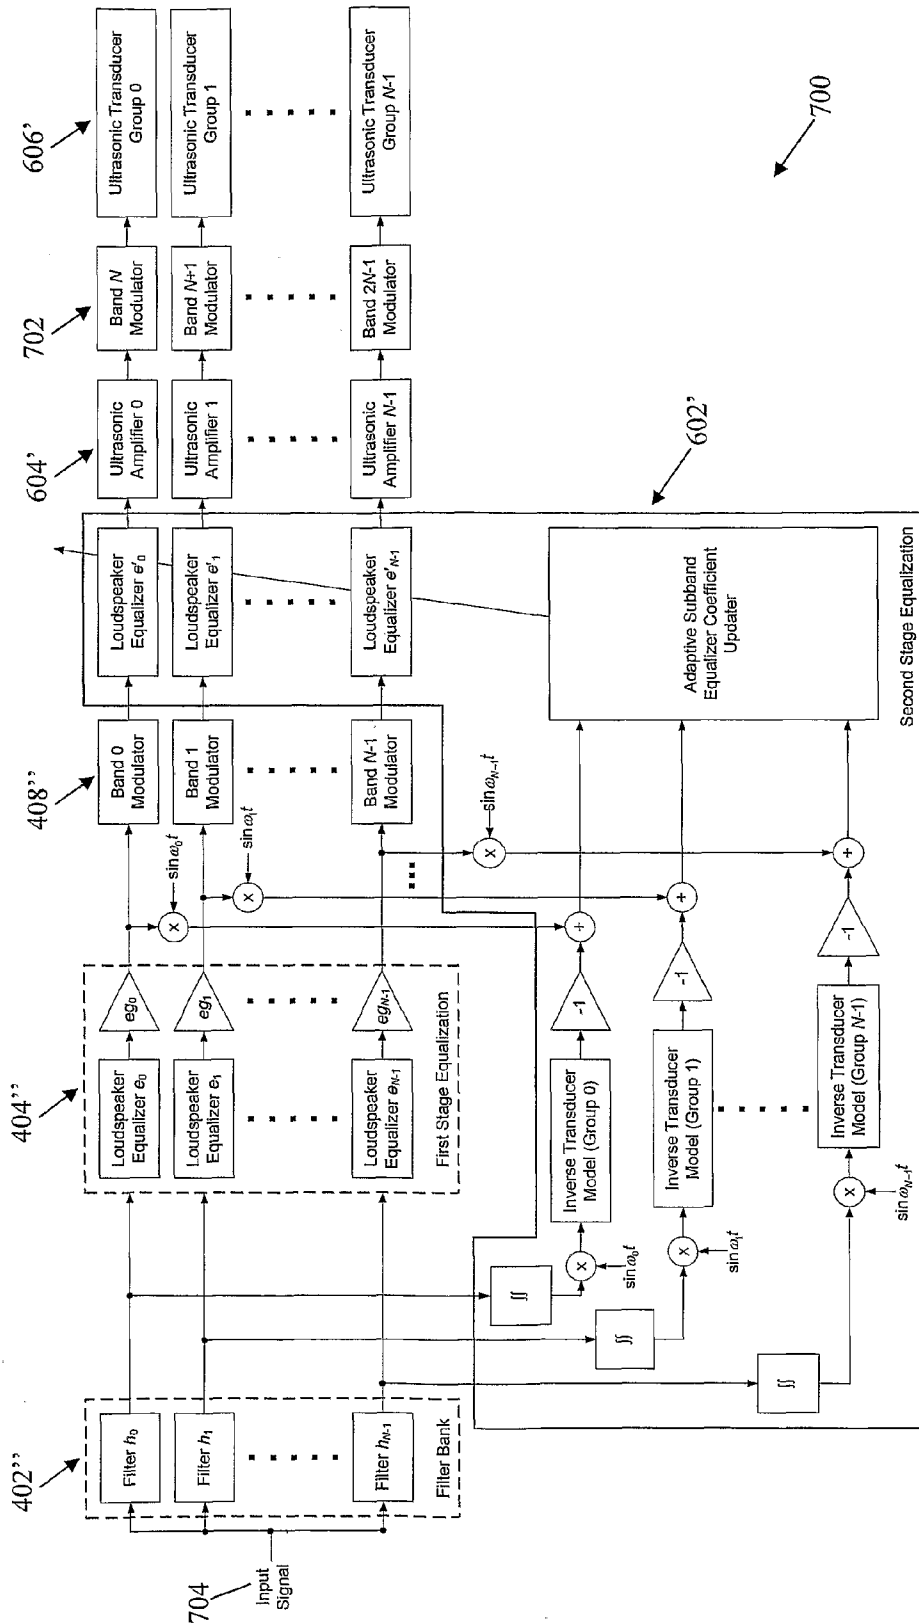 704
Input
Signal
402''
Filter h0
Filter h1
Filter hN-1
Filter Bank
404''
Loudspeaker
Equalizer e0
eg0
Loudspeaker
Equalizer e1
eg1
Loudspeaker
Equalizer eN-1
egN-1
First Stage Equalization
408''
Band 0
Modulator
Band 1
Modulator
Band N-1
Modulator
x
sin ω0t
x
sin ω1t
x
sin ωN-1t
Loudspeaker
Equalizer e'0
Loudspeaker
Equalizer e'1
Loudspeaker
Equalizer e'N-1
604'
Ultrasonic
Amplifier 0
Ultrasonic
Amplifier 1
Ultrasonic
Amplifier N-1
702
Band N
Modulator
Band N+1
Modulator
Band 2N-1
Modulator
606'
Ultrasonic Transducer
Group 0
Ultrasonic Transducer
Group 1
Ultrasonic Transducer
Group N-1
∫∫
x
sin ω0t
Inverse Transducer
Model (Group 0)
-1
+
∫∫
x
sin ω1t
Inverse Transducer
Model (Group 1)
-1
+
∫∫
x
sin ωN-1t
Inverse Transducer
Model (Group N-1)
-1
+
Adaptive Subband
Equalizer Coefficient
Updater
Second Stage Equalization
602'
700